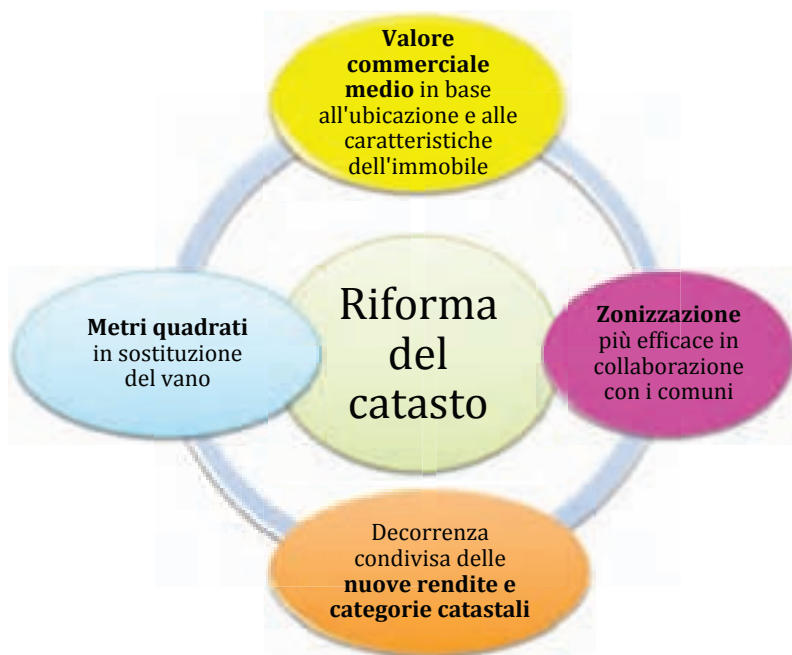 Valore
commerciale
medio in base
all'ubicazione e alle
caratteristiche
dell'immobile
Metri quadrati
in sostituzione
del vano
Riforma
del
catasto
Zonizzazione
più efficace in
collaborazione
con i comuni
Decorrenza
condivisa delle
nuove rendite e
categorie catastali